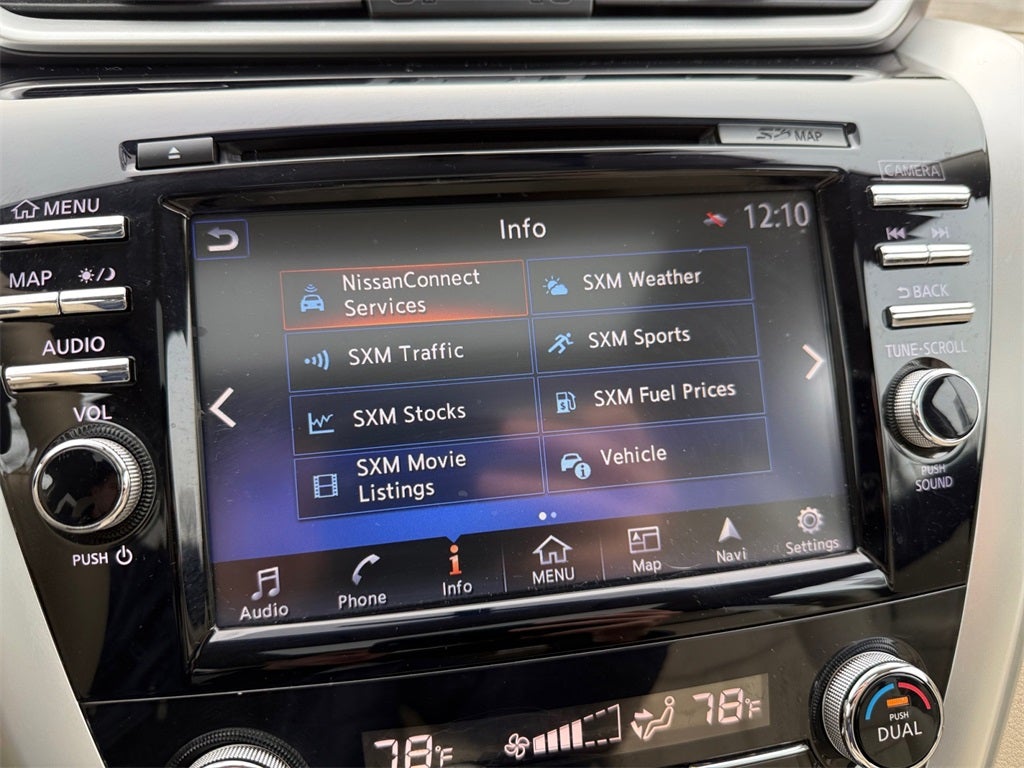 MAP
CAMERA
MENU
Info
12:10
MAP
NissanConnect
Services
SXM Weather
BACK
AUDIO
SXM Traffic
SXM Sports
TUNE·SCROLL
VOL
SXM Stocks
SXM Fuel Prices
SXM Movie
Listings
Vehicle
PUSH
SOUND
PUSH
Audio
Phone
Info
MENU
Map
Navi
Settings
78°F
78°F
PUSH
DUAL